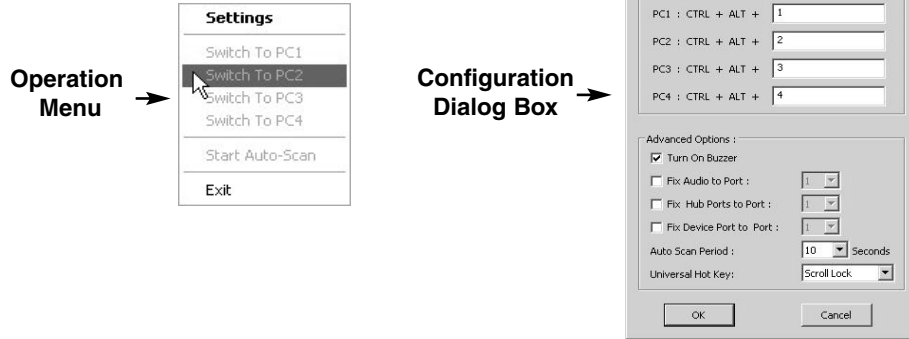 Operation
Menu
Settings
Switch To PC1
Switch To PC2
Switch To PC3
Switch To PC4
Start Auto-Scan
Exit
Configuration
Dialog Box
PC1 : CTRL + ALT + 1
PC2 : CTRL + ALT + 2
PC3 : CTRL + ALT + 3
PC4 : CTRL + ALT + 4
Advanced Options :
Turn On Buzzer
Fix Audio to Port : 1
Fix Hub Ports to Port : 1
Fix Device Port to Port : 1
Auto Scan Period : 10 Seconds
Universal Hot Key: Scroll Lock
OK Cancel